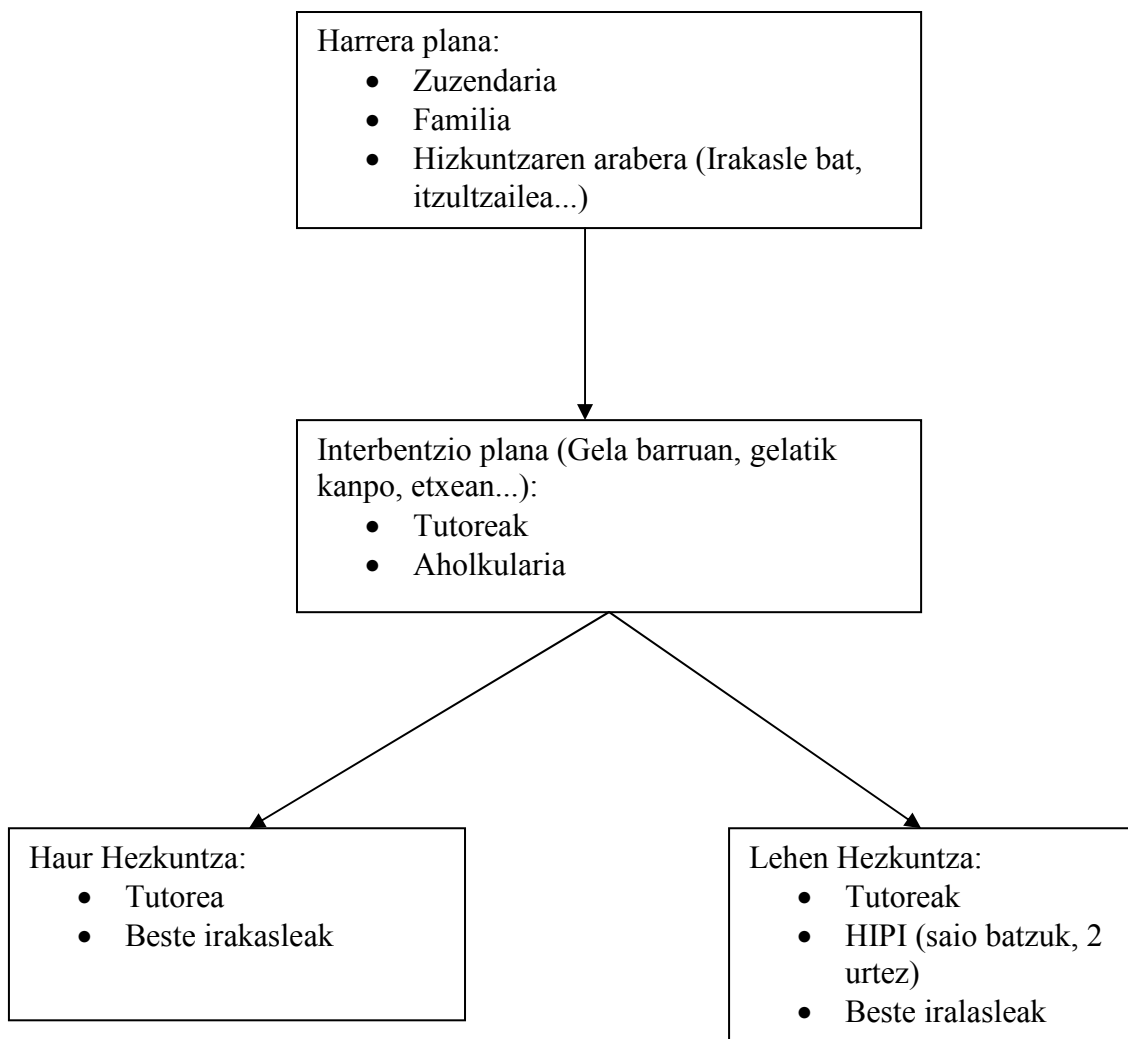 Harrera plana:
• Zuzendaria
• Familia
• Hizkuntzaren arabera (Irakasle bat,
itzultzailea...)
Interbentzio plana (Gela barruan, gelatik
kanpo, etxean...):
• Tutoreak
• Aholkularia
Haur Hezkuntza:
• Tutorea
• Beste irakasleak
Lehen Hezkuntza:
• Tutoreak
• HIPI (saio batzuk, 2
urtez)
• Beste iralasleak